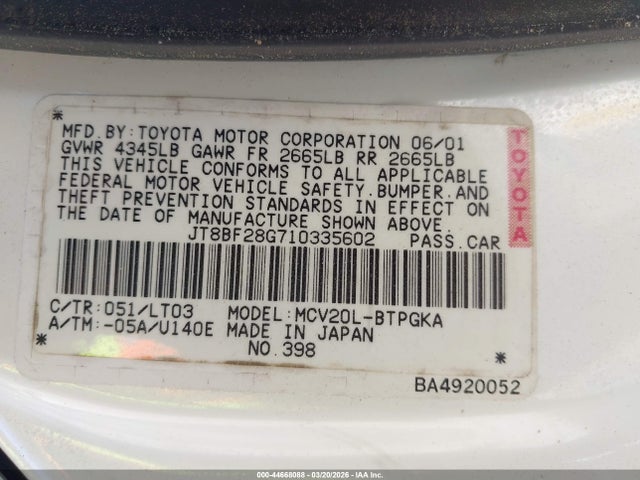 MFD.BY:TOYOTA MOTOR CORPORATION 06/01
GVWR 4345LB GAWR FR 2665LB RR 2665LB
THIS VEHICLE CONFORMS TO ALL APPLICABLE
FEDERAL MOTOR VEHICLE SAFETY.BUMPER.AND
THEFT PREVENTION STANDARDS IN EFFECT ON
THE DATE OF MANUFACTURE SHOWN ABOVE.
JT8BF28G710335602 PASS.CAR
TOYOTA
C/TR:051/LT03 MODEL:MCV20L-BTPGKA
A/TM:-05A/U140E MADE IN JAPAN
NO.398
BA4920052
000-44668088 - 03/20/2026 - IAA Inc.